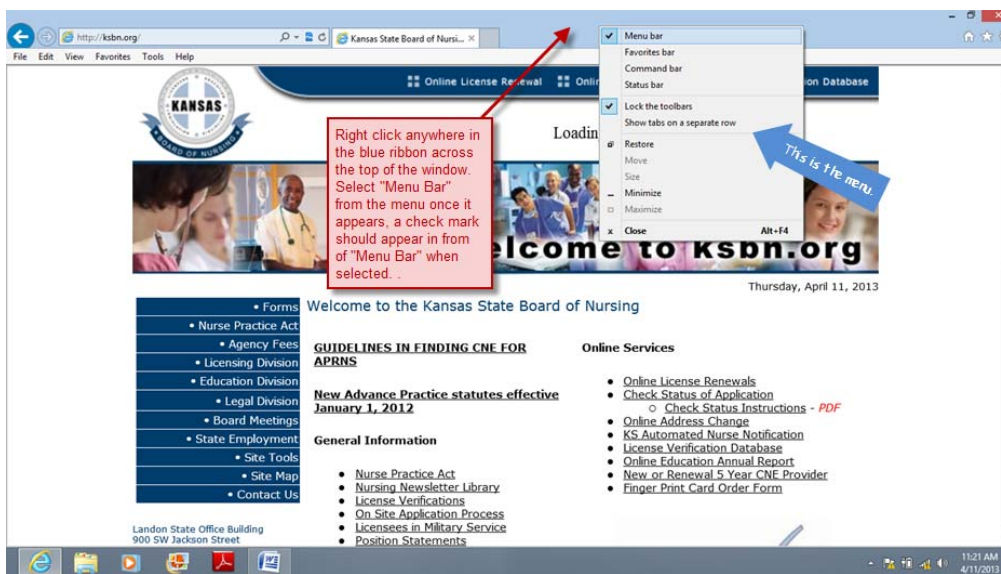 http://ksbn.org/
Kansas State Board of Nursi...
File Edit View Favorites Tools Help
Menu bar
Favorites bar
Command bar
Status bar
Lock the toolbars
Show tabs on a separate row
Restore
Move
Size
Minimize
Maximize
x Close Alt+F4
This is the menu.
Right click anywhere in
the blue ribbon across
the top of the window.
Select "Menu Bar"
from the menu once it
appears, a check mark
should appear in from
of "Menu Bar" when
selected. .
Online License Renewal
KANSAS
Loadin
to ksbn.org
Thursday, April 11, 2013
• Forms
• Nurse Practice Act
• Agency Fees
• Licensing Division
• Education Division
• Legal Division
• Board Meetings
• State Employment
• Site Tools
• Site Map
• Contact Us
Landon State Office Building
900 SW Jackson Street
Welcome to the Kansas State Board of Nursing
GUIDELINES IN FINDING CNE FOR
APRNS
New Advance Practice statutes effective
January 1, 2012
General Information
• Nurse Practice Act
• Nursing Newsletter Library
• License Verifications
• On Site Application Process
• Licensees in Military Service
• Position Statements
Online Services
• Online License Renewals
• Check Status of Application
o Check Status Instructions - PDF
• Online Address Change
• KS Automated Nurse Notification
• License Verification Database
• Online Education Annual Report
• New or Renewal 5 Year CNE Provider
• Finger Print Card Order Form
11:21 AM
4/11/2013